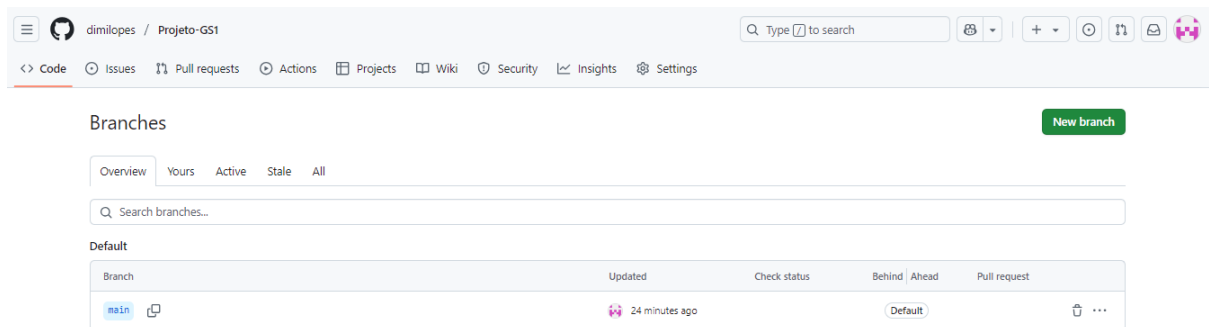 dimilopes / Projeto-GS1 Type / to search
Code Issues Pull requests Actions Projects Wiki Security Insights Settings
Branches New branch
Overview Yours Active Stale All
Search branches...
Default
Branch Updated Check status Behind Ahead Pull request
main 24 minutes ago Default